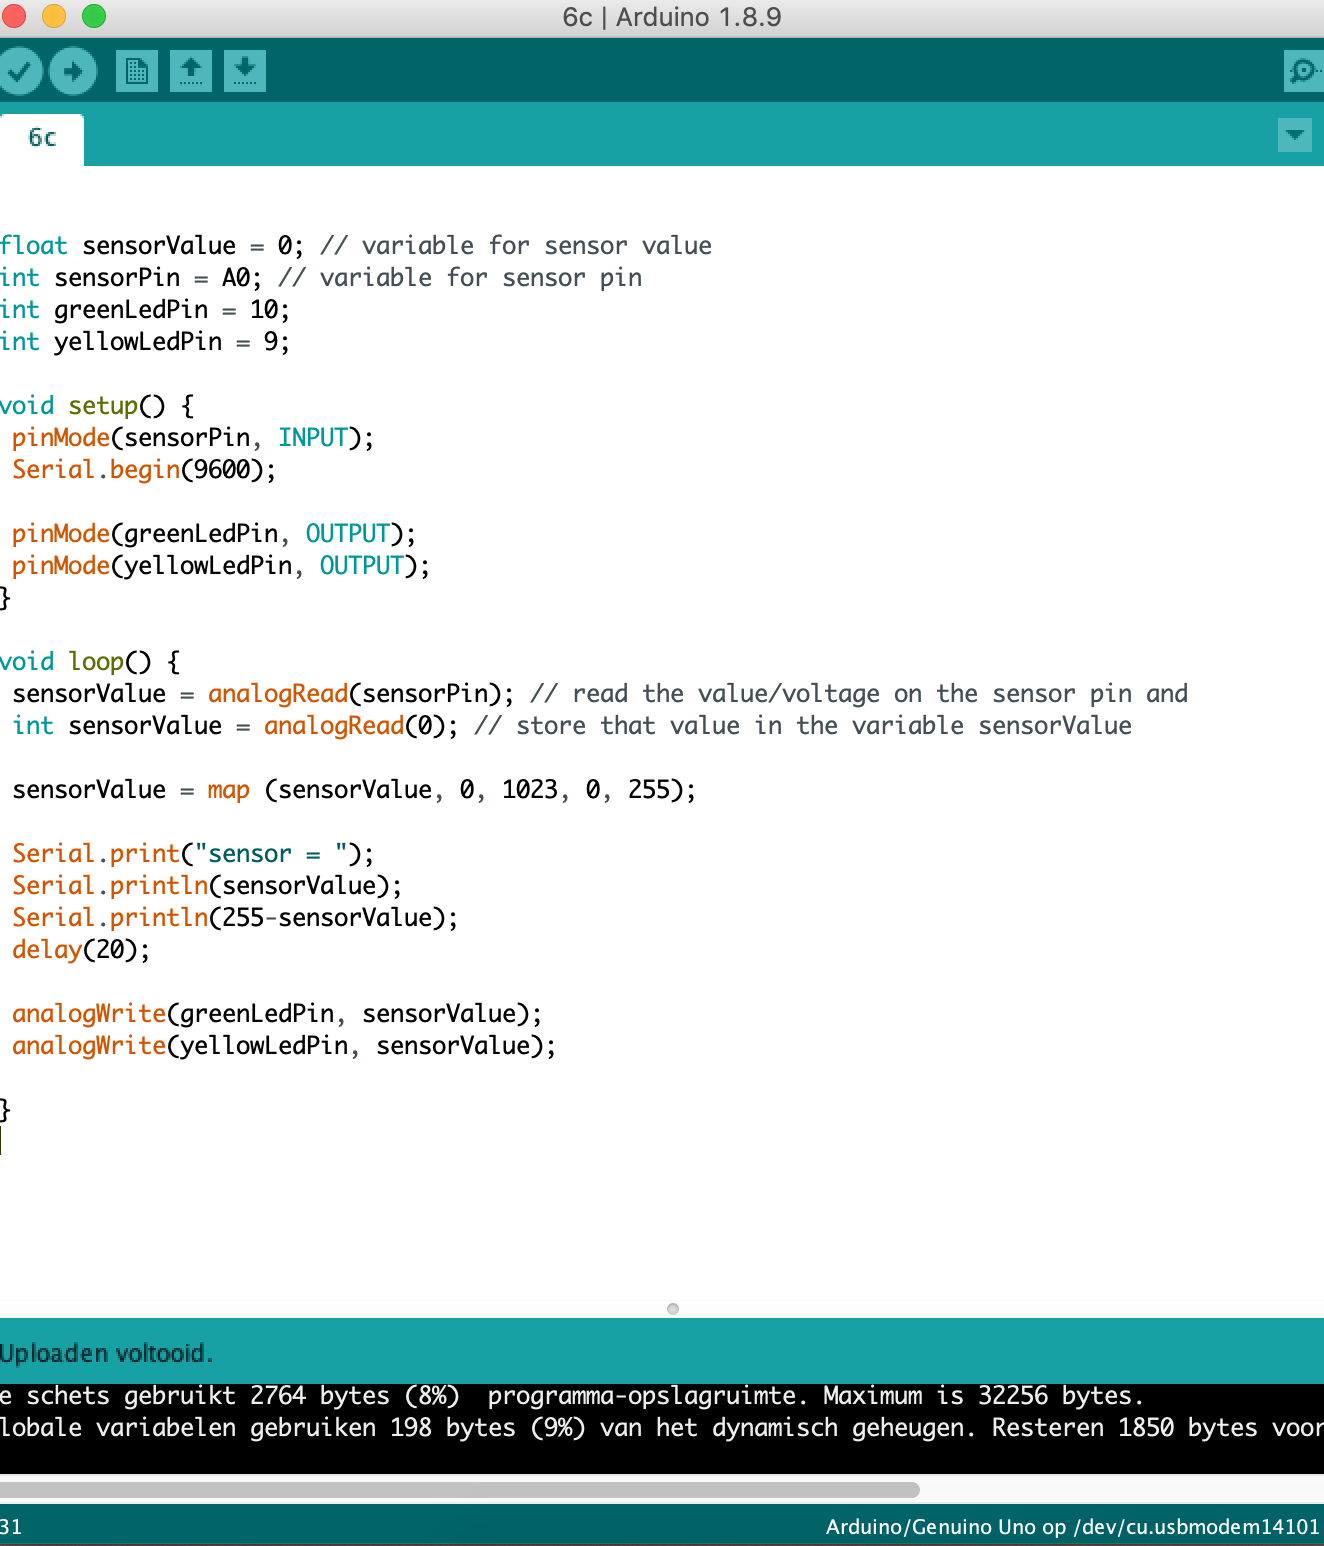 6c | Arduino 1.8.9
6c
float sensorValue = 0; // variable for sensor value
int sensorPin = A0; // variable for sensor pin
int greenLedPin = 10;
int yellowLedPin = 9;
void setup() {
pinMode(sensorPin, INPUT);
Serial.begin(9600);
pinMode(greenLedPin, OUTPUT);
pinMode(yellowLedPin, OUTPUT);
}
void loop() {
sensorValue = analogRead(sensorPin); // read the value/voltage on the sensor pin and
int sensorValue = analogRead(0); // store that value in the variable sensorValue
sensorValue = map (sensorValue, 0, 1023, 0, 255);
Serial.print("sensor = ");
Serial.println(sensorValue);
Serial.println(255-sensorValue);
delay(20);
analogWrite(greenLedPin, sensorValue);
analogWrite(yellowLedPin, sensorValue);
}
Uploaden voltooid.
e schets gebruikt 2764 bytes (8%)  programma-opslagruimte. Maximum is 32256 bytes.
lobale variabelen gebruiken 198 bytes (9%) van het dynamisch geheugen. Resteren 1850 bytes voor
31
Arduino/Genuino Uno op /dev/cu.usbmodem14101